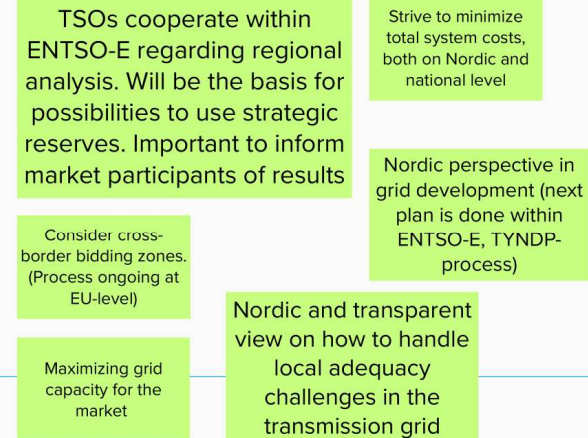 TSOs cooperate within
ENTSO-E regarding regional
analysis. Will be the basis for
possibilities to use strategic
reserves. Important to inform
market participants of results
Strive to minimize
total system costs,
both on Nordic and
national level
Nordic perspective in
grid development (next
plan is done within
ENTSO-E, TYNDP-
process)
Consider cross-
border bidding zones.
(Process ongoing at
EU-level)
Nordic and transparent
view on how to handle
local adequacy
challenges in the
transmission grid
Maximizing grid
capacity for the
market